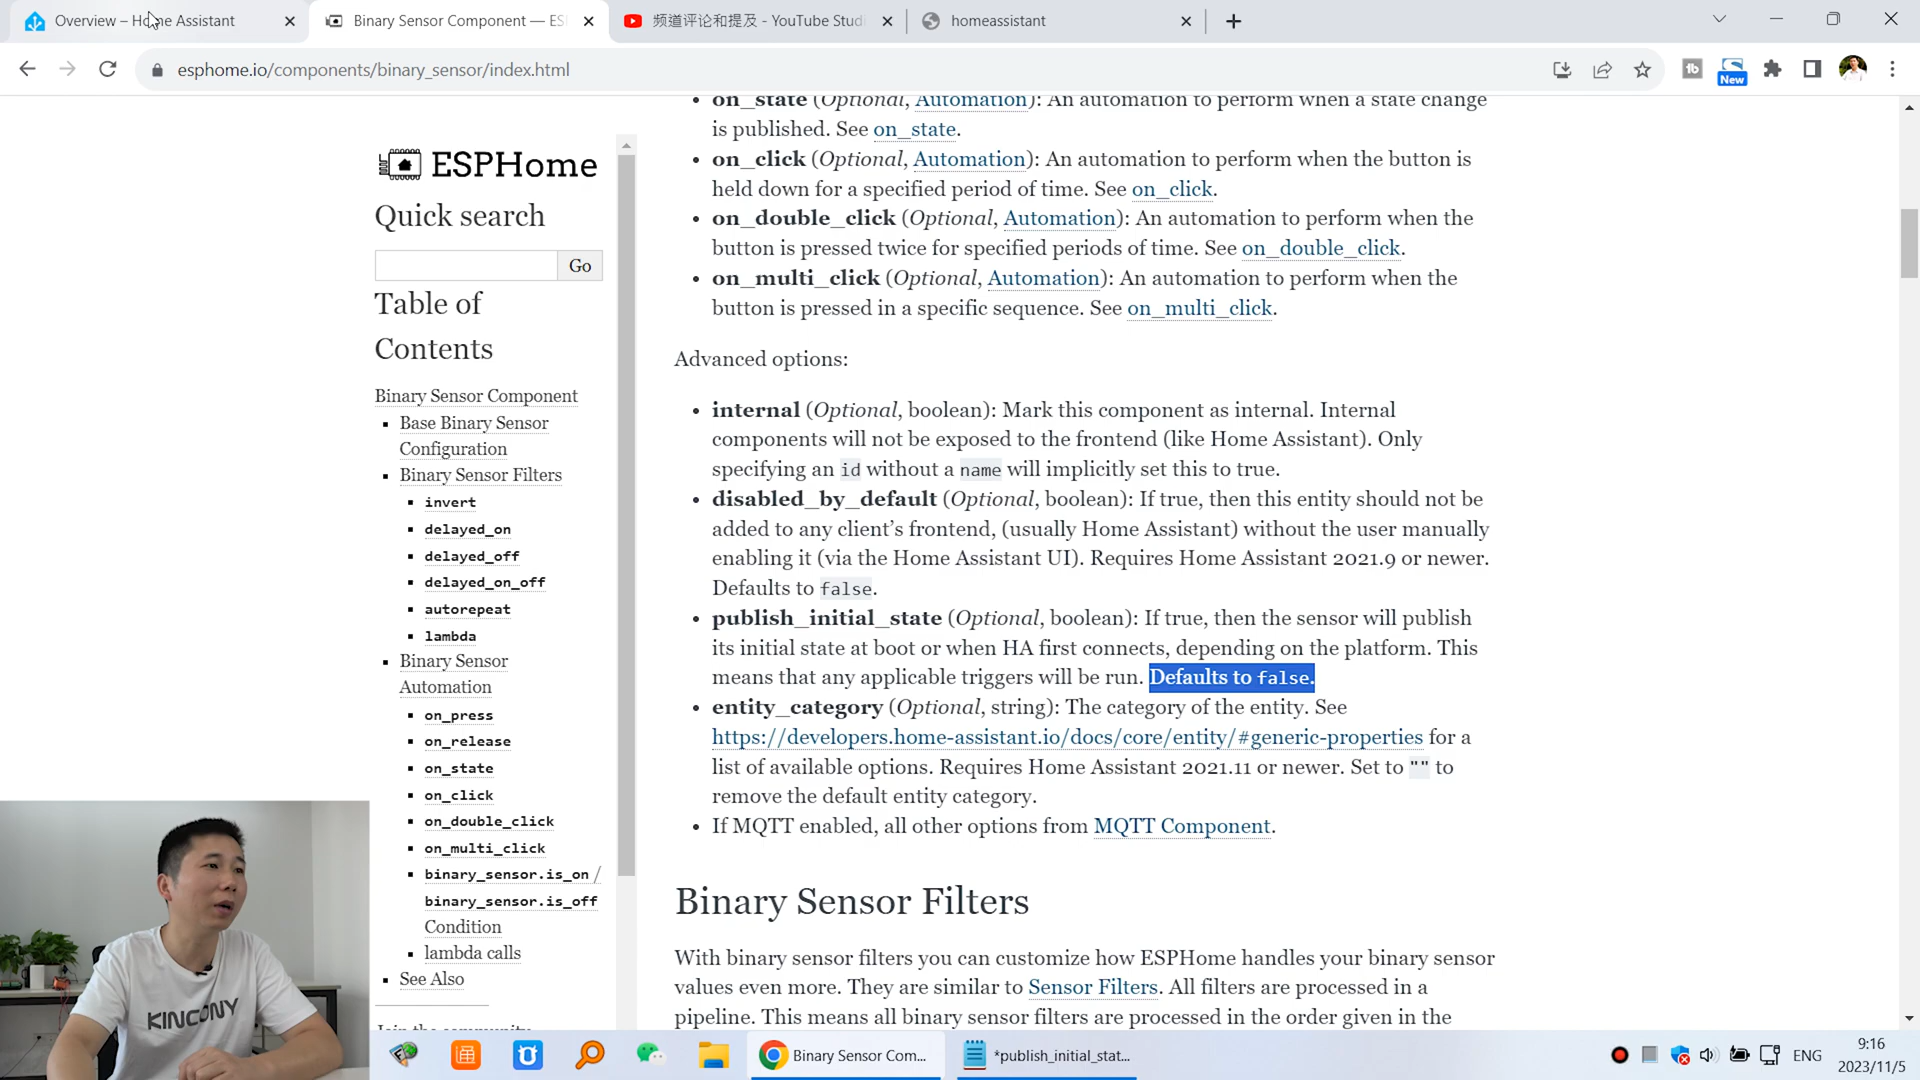 Overview – Home Assistant
Binary Sensor Component — ES
频道评论和提及 - YouTube Studi
homeassistant
esphome.io/components/binary_sensor/index.html
New
ESPHome
Quick search
Go
Table of
Contents
Binary Sensor Component
Base Binary Sensor
Configuration
Binary Sensor Filters
invert
delayed_on
delayed_off
delayed_on_off
autorepeat
lambda
Binary Sensor
Automation
on_press
on_release
on_state
on_click
on_double_click
on_multi_click
binary_sensor.is_on /
binary_sensor.is_off
Condition
lambda calls
See Also
Join the community
on_state (Optional, Automation): An automation to perform when a state change
is published. See on_state.
on_click (Optional, Automation): An automation to perform when the button is
held down for a specified period of time. See on_click.
on_double_click (Optional, Automation): An automation to perform when the
button is pressed twice for specified periods of time. See on_double_click.
on_multi_click (Optional, Automation): An automation to perform when the
button is pressed in a specific sequence. See on_multi_click.
Advanced options:
internal (Optional, boolean): Mark this component as internal. Internal
components will not be exposed to the frontend (like Home Assistant). Only
specifying an id without a name will implicitly set this to true.
disabled_by_default (Optional, boolean): If true, then this entity should not be
added to any client’s frontend, (usually Home Assistant) without the user manually
enabling it (via the Home Assistant UI). Requires Home Assistant 2021.9 or newer.
Defaults to false.
publish_initial_state (Optional, boolean): If true, then the sensor will publish
its initial state at boot or when HA first connects, depending on the platform. This
means that any applicable triggers will be run. Defaults to false.
entity_category (Optional, string): The category of the entity. See
https://developers.home-assistant.io/docs/core/entity/#generic-properties for a
list of available options. Requires Home Assistant 2021.11 or newer. Set to "" to
remove the default entity category.
If MQTT enabled, all other options from MQTT Component.
Binary Sensor Filters
With binary sensor filters you can customize how ESPHome handles your binary sensor
values even more. They are similar to Sensor Filters. All filters are processed in a
pipeline. This means all binary sensor filters are processed in the order given in the
KINCONY
Binary Sensor Com...
*publish_initial_stat...
ENG
9:16
2023/11/5